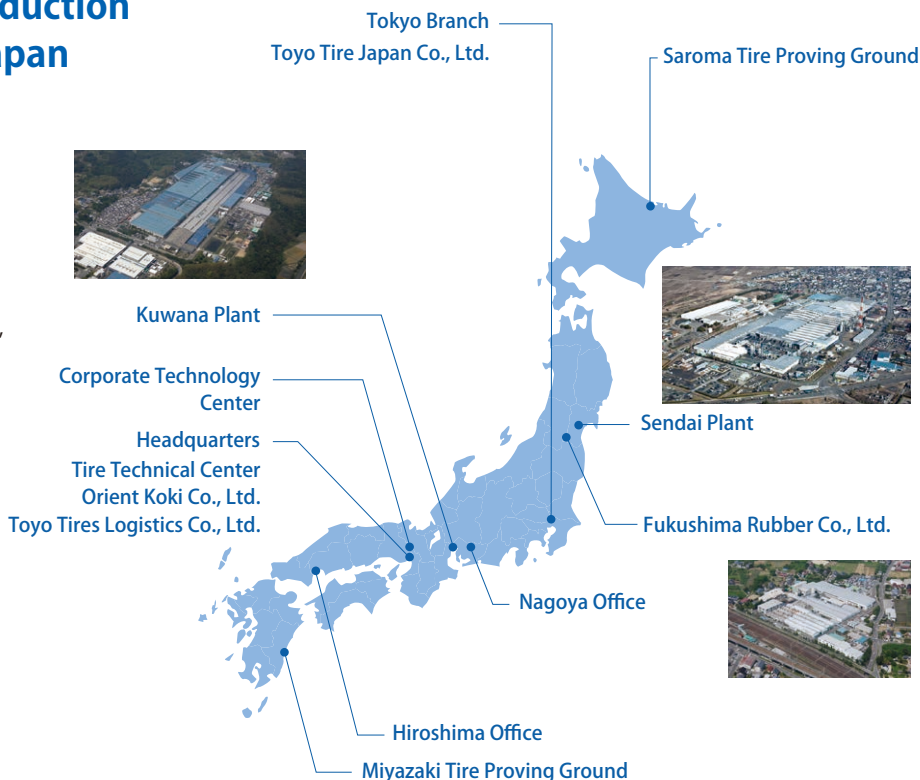 duction
apan
,
Tokyo Branch
Toyo Tire Japan Co., Ltd.
Saroma Tire Proving Ground
Kuwana Plant
Corporate Technology
Center
Headquarters
Tire Technical Center
Orient Koki Co., Ltd.
Toyo Tires Logistics Co., Ltd.
Sendai Plant
Fukushima Rubber Co., Ltd.
Nagoya Office
Hiroshima Office
Miyazaki Tire Proving Ground